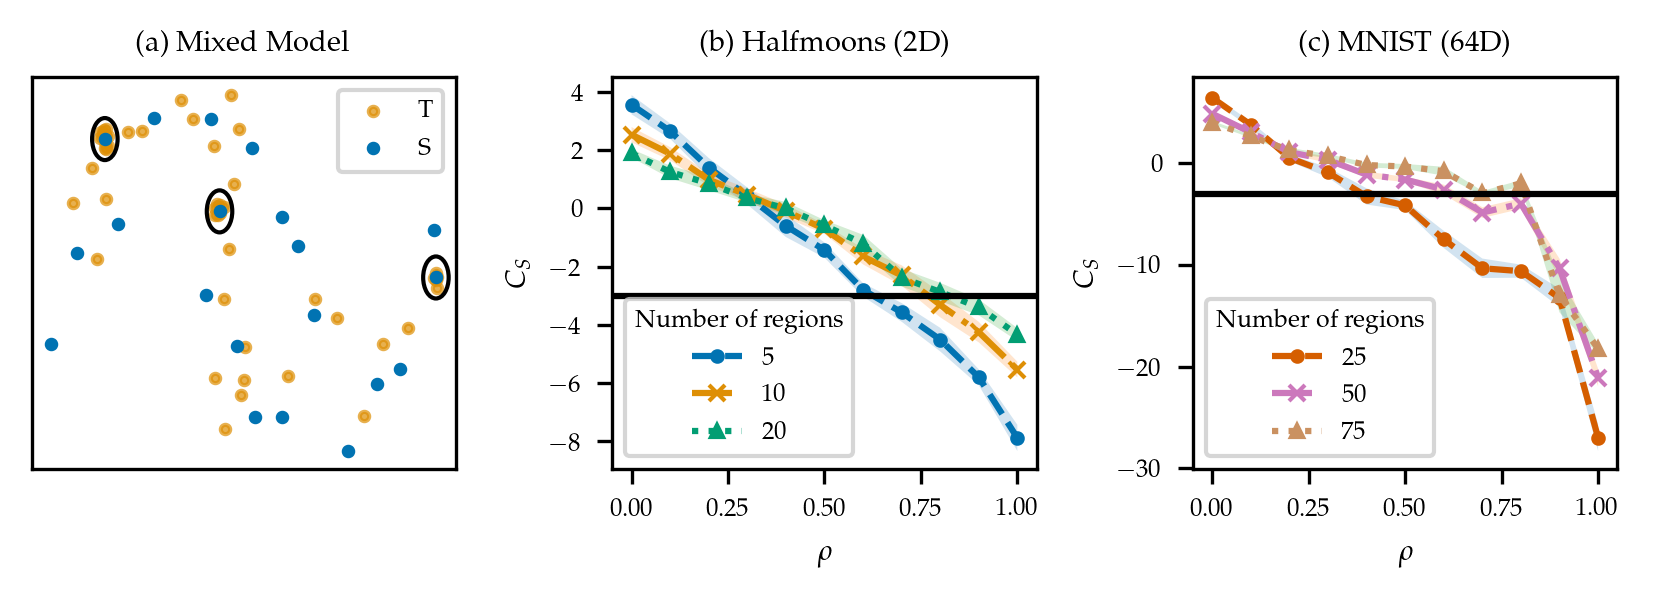 (a) Mixed Model
T
S
(b) Halfmoons (2D)
4
2
0
−2
−4
−6
−8
C_S
Number of regions
5
10
20
0.00 0.25 0.50 0.75 1.00
ρ
(c) MNIST (64D)
0
−10
−20
−30
C_S
Number of regions
25
50
75
0.00 0.25 0.50 0.75 1.00
ρ